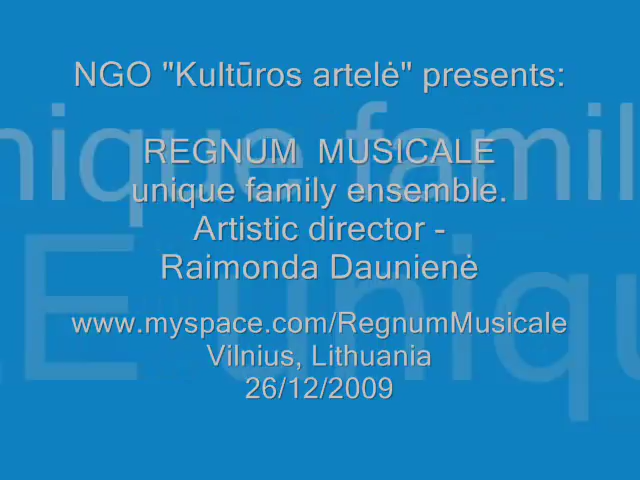 NGO "Kultūros artelė" presents:
REGNUM MUSICALE
unique family ensemble.
Artistic director -
Raimonda Daunienė
www.myspace.com/RegnumMusicale
Vilnius, Lithuania
26/12/2009